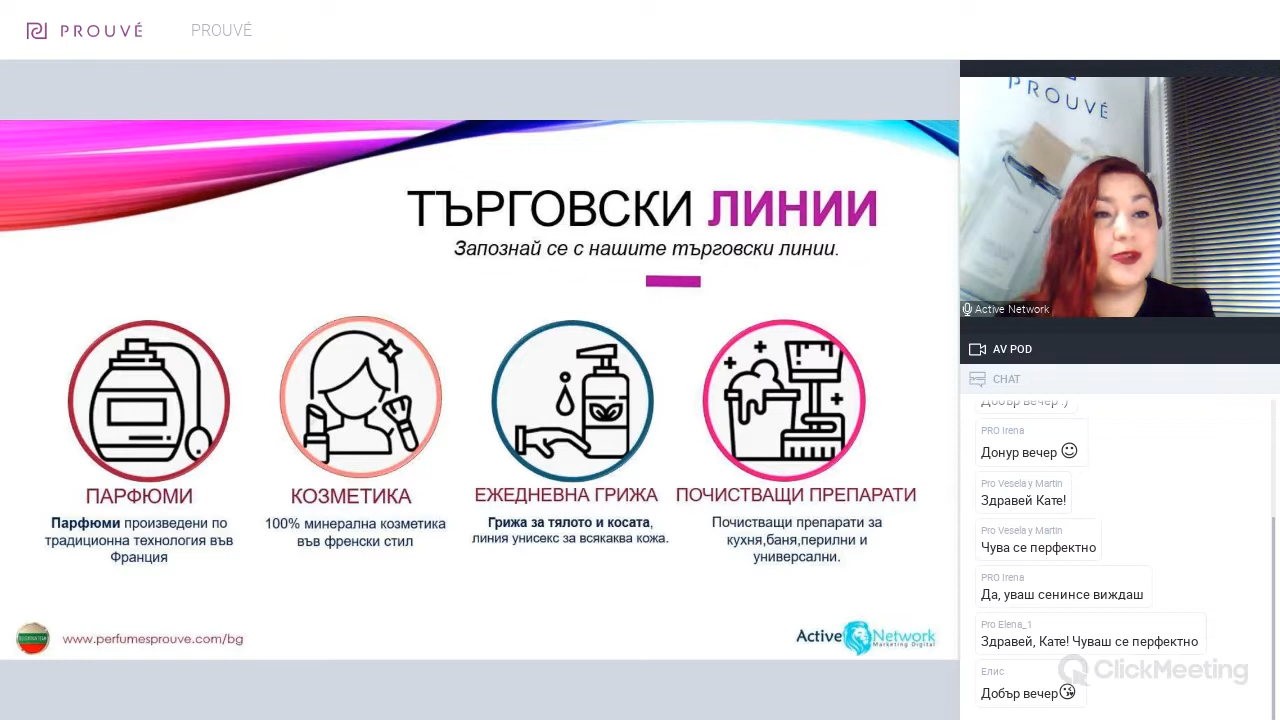 PROUVÉ
PROUVÉ
ТЪРГОВСКИ ЛИНИИ
Запознай се с нашите търговски линии.
ПАРФЮМИ
Парфюми произведени по
традиционна технология във
Франция
КОЗМЕТИКА
100% минерална козметика
във френски стил
ЕЖЕДНЕВНА ГРИЖА
Грижа за тялото и косата,
линия унисекс за всякаква кожа.
ПОЧИСТВАЩИ ПРЕПАРАТИ
Почистващи препарати за
кухня,баня,перилни и
универсални.
www.perfumesprouve.com/bg
Active Network
Marketing Digital
PROUVÉ
Active Network
AV POD
CHAT
Добър вечер :)
PRO Irena
Донур вечер
Pro Vesela y Martin
Здравей Кате!
Pro Vesela y Martin
Чува се перфектно
PRO Irena
Да, уваш сенинсе виждаш
Pro Elena_1
Здравей, Кате! Чуваш се перфектно
Елис
Добър вечер
ClickMeeting